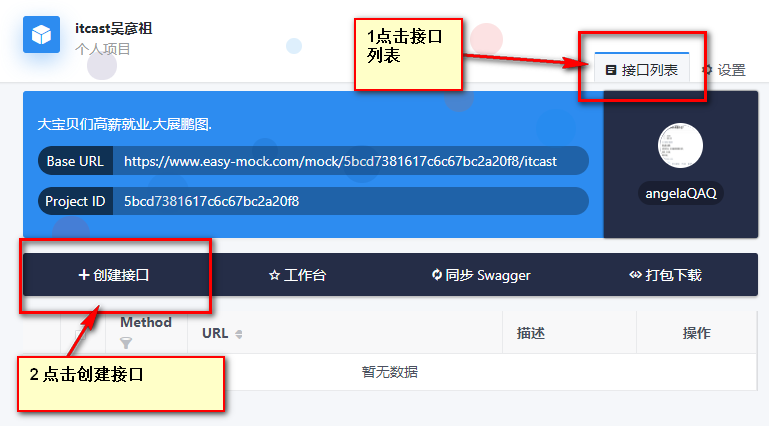 itcast吴彦祖
个人项目
1点击接口
列表
接口列表
设置
大宝贝们高薪就业,大展鹏图.
Base URL
https://www.easy-mock.com/mock/5bcd7381617c6c67bc2a20f8/itcast
Project ID
5bcd7381617c6c67bc2a20f8
angelaQAQ
创建接口
工作台
同步 Swagger
打包下载
Method
URL
描述
操作
暂无数据
2 点击创建接口